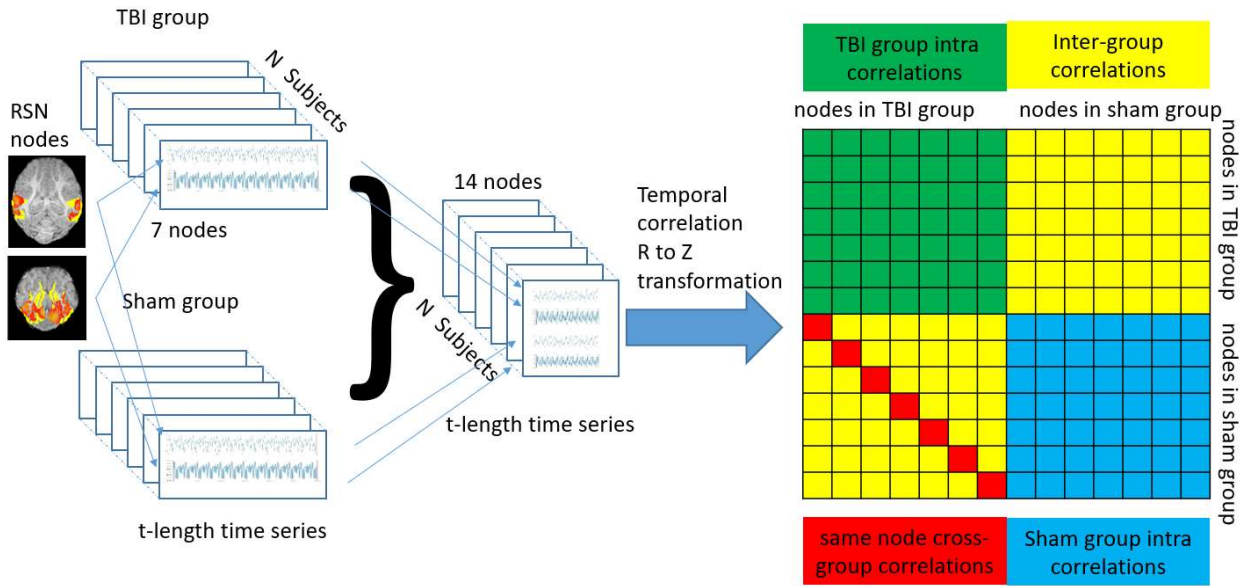 TBI group
N Subjects
RSN
nodes
7 nodes
Sham group
t-length time series
14 nodes
N Subjects
t-length time series
Temporal
correlation
R to Z
transformation
TBI group intra
correlations
Inter-group
correlations
nodes in TBI group
nodes in sham group
nodes in TBI group
nodes in sham group
same node cross-
group correlations
Sham group intra
correlations